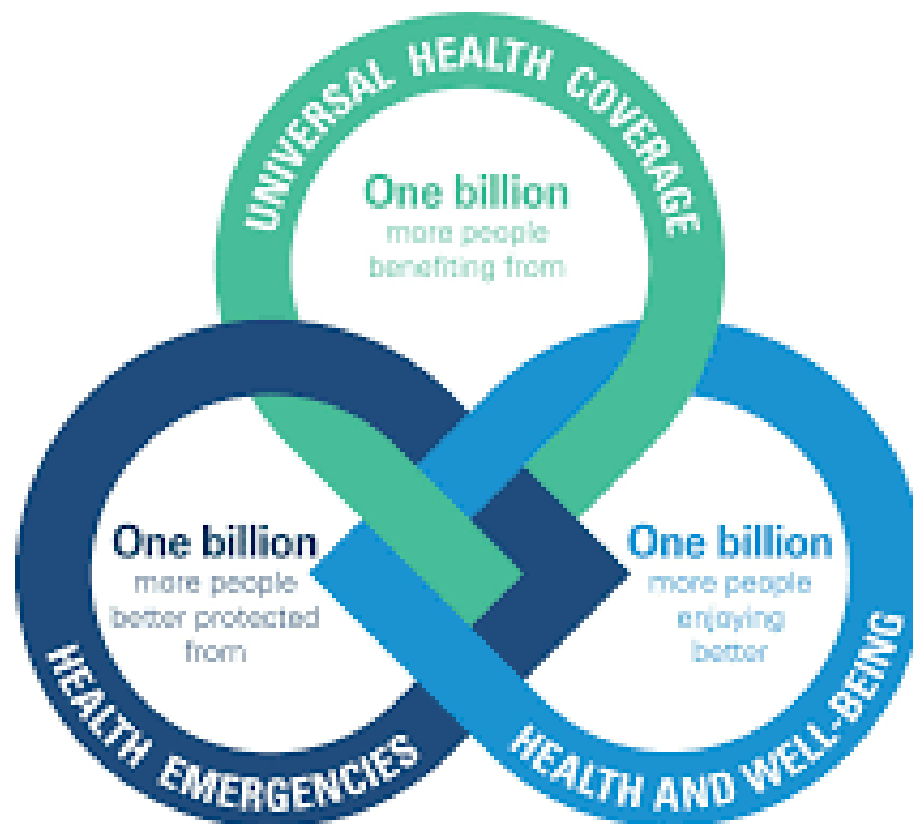 UNIVERSAL HEALTH COVERAGE
One billion
more people
benefiting from
One billion
more people
better protected
from
HEALTH EMERGENCIES
One billion
more people
enjoying
better
HEALTH AND WELL-BEING